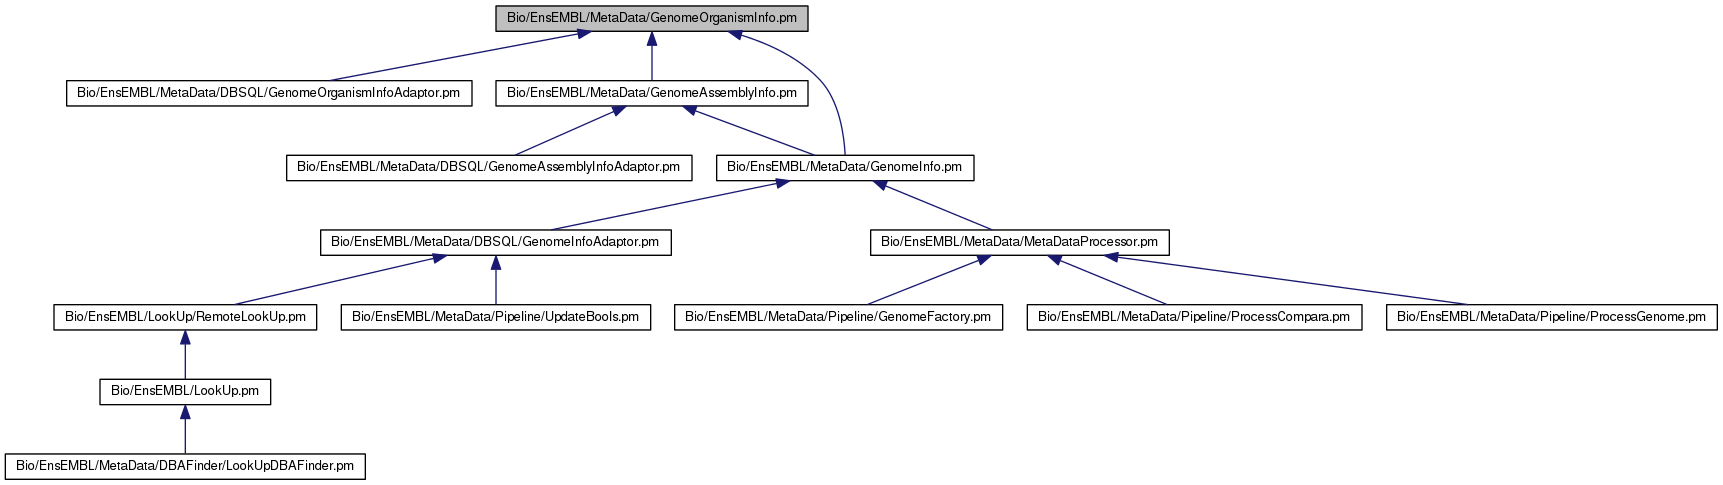 Bio/EnsEMBL/MetaData/GenomeOrganismInfo.pm
Bio/EnsEMBL/MetaData/DBSQL/GenomeOrganismInfoAdaptor.pm
Bio/EnsEMBL/MetaData/GenomeAssemblyInfo.pm
Bio/EnsEMBL/MetaData/DBSQL/GenomeAssemblyInfoAdaptor.pm
Bio/EnsEMBL/MetaData/GenomeInfo.pm
Bio/EnsEMBL/MetaData/DBSQL/GenomeInfoAdaptor.pm
Bio/EnsEMBL/MetaData/MetaDataProcessor.pm
Bio/EnsEMBL/LookUp/RemoteLookUp.pm
Bio/EnsEMBL/MetaData/Pipeline/UpdateBools.pm
Bio/EnsEMBL/MetaData/Pipeline/GenomeFactory.pm
Bio/EnsEMBL/MetaData/Pipeline/ProcessCompara.pm
Bio/EnsEMBL/MetaData/Pipeline/ProcessGenome.pm
Bio/EnsEMBL/LookUp.pm
Bio/EnsEMBL/MetaData/DBAFinder/LookUpDBAFinder.pm